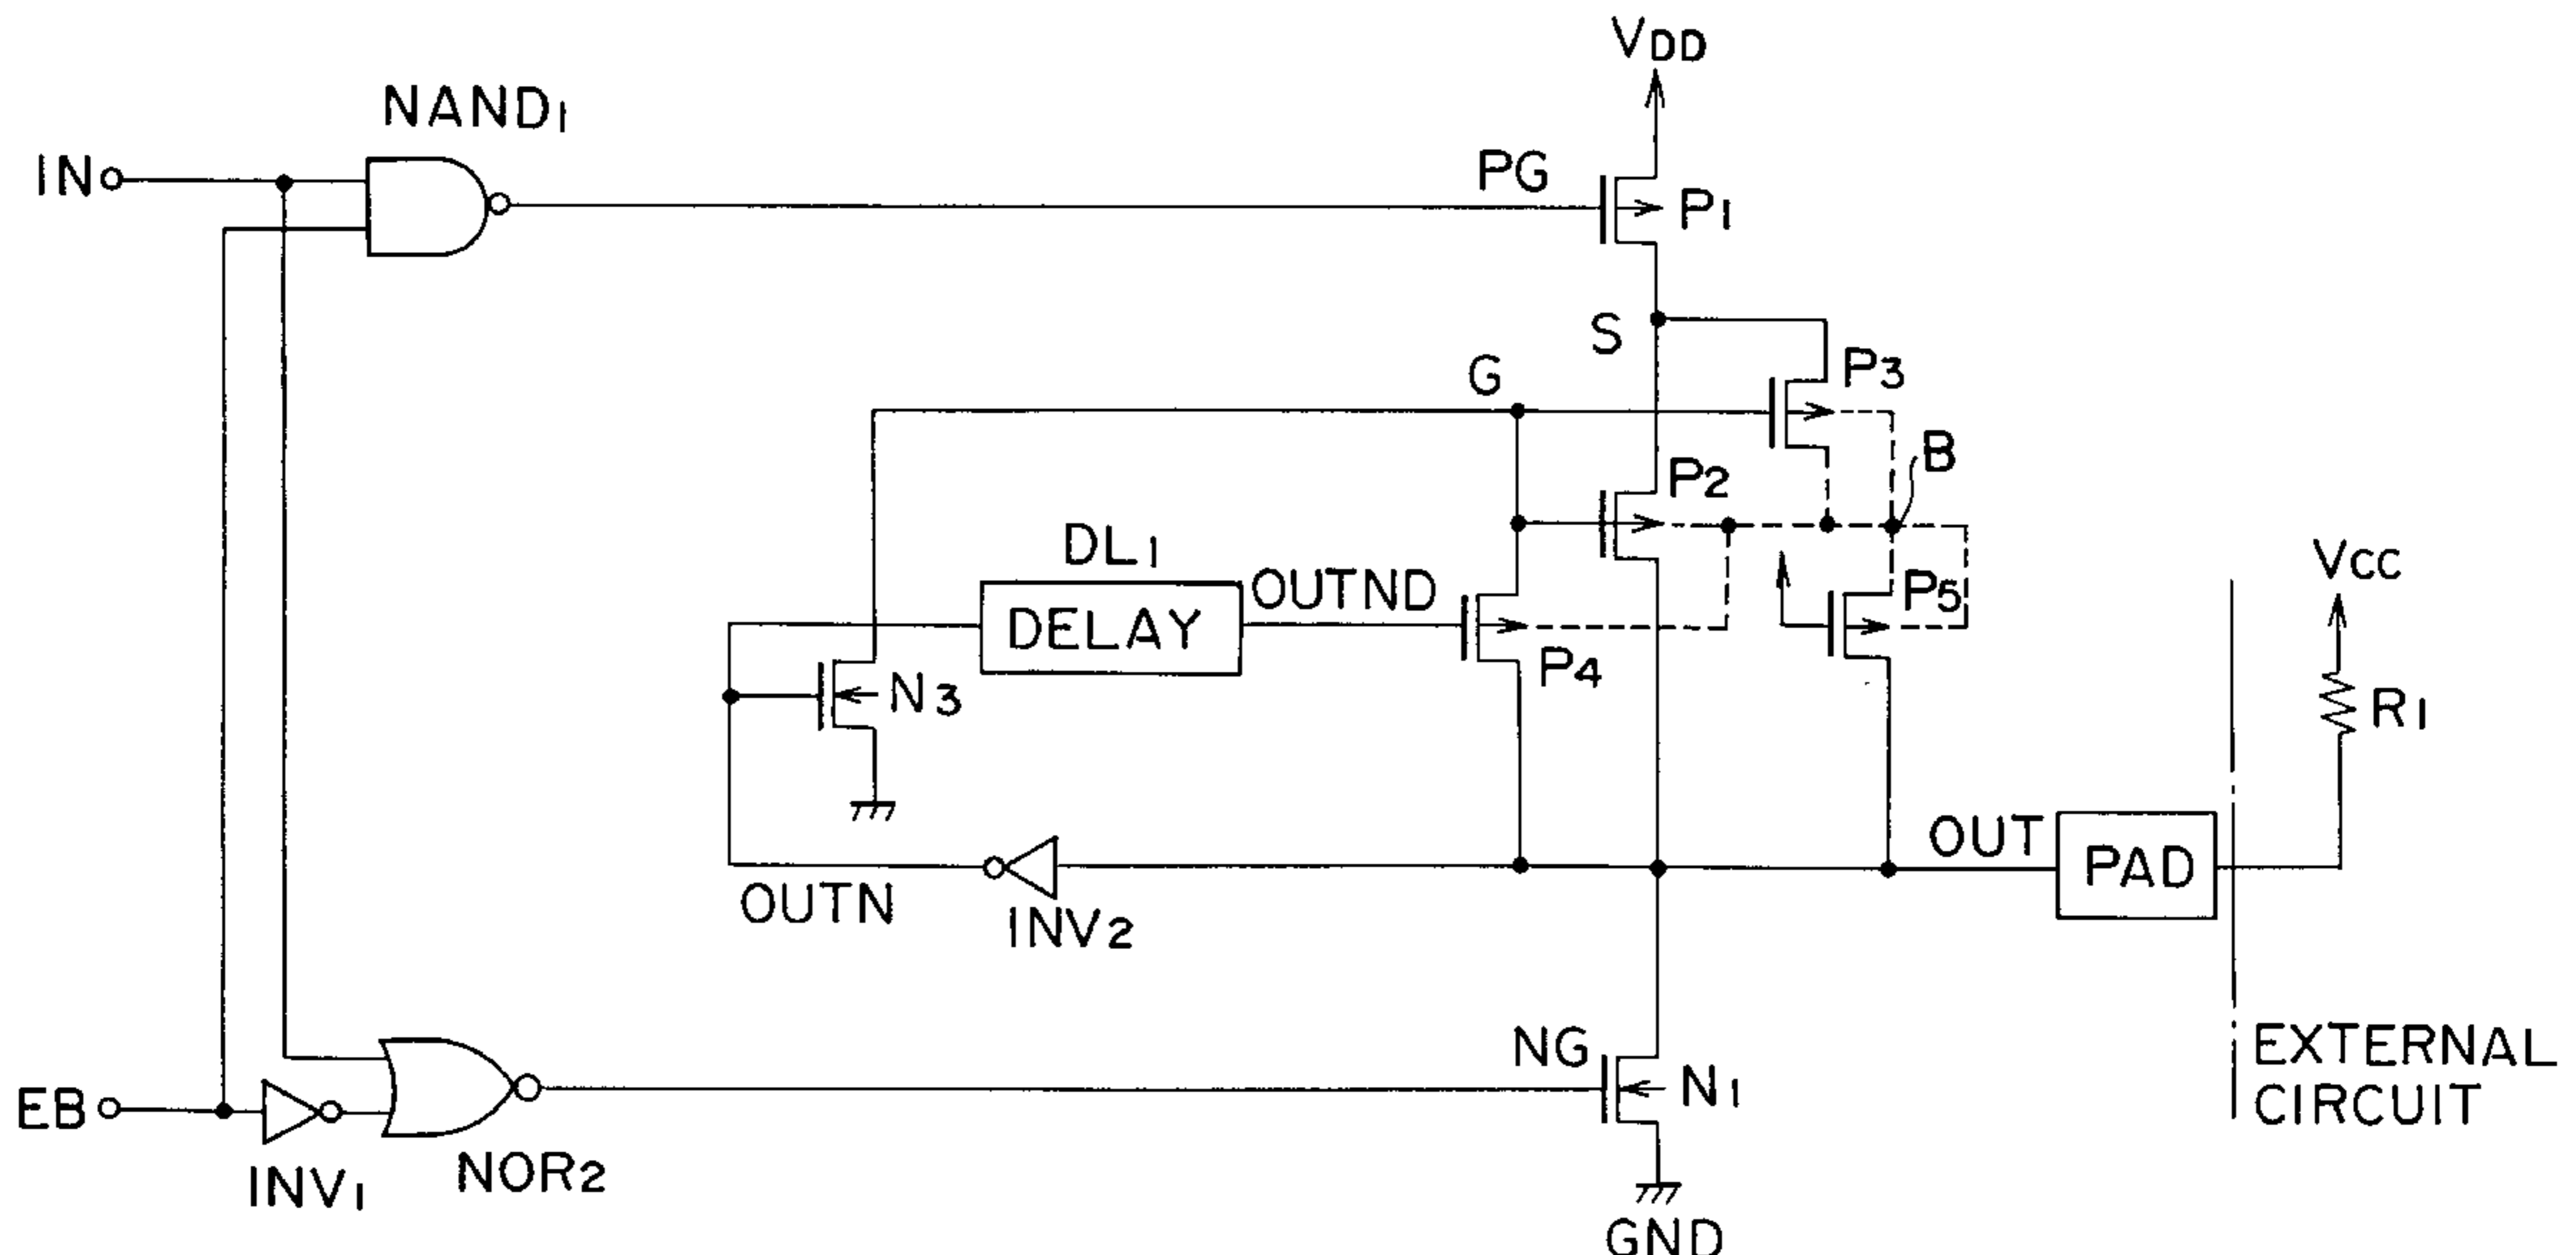 VDD
NAND1
IN
PG
P1
S
P3
G
B
P2
DL1
OUTND
DELAY
P5
VCC
P4
N3
R1
OUT
PAD
OUTN
INV2
NG
N1
EXTERNAL
CIRCUIT
EB
INV1
NOR2
GND